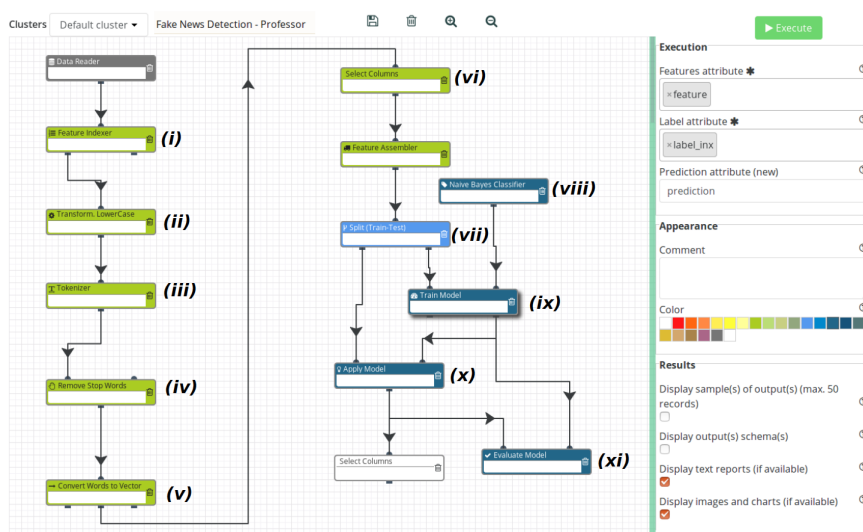 Clusters Default cluster Fake News Detection - Professor
Execute
Data Reader
Feature Indexer (i)
Transform. LowerCase (ii)
Tokenizer (iii)
Remove Stop Words (iv)
Convert Words to Vector (v)
Select Columns (vi)
Feature Assembler
Naive Bayes Classifier (viii)
Split (Train-Test) (vii)
Train Model (ix)
Apply Model (x)
Select Columns
Evaluate Model (xi)
Execution
Features attribute ✱
×feature
Label attribute ✱
×label_inx
Prediction attribute (new)
prediction
Appearance
Comment
Color
Results
Display sample(s) of output(s) (max. 50
records)
Display output(s) schema(s)
Display text reports (if available)
Display images and charts (if available)